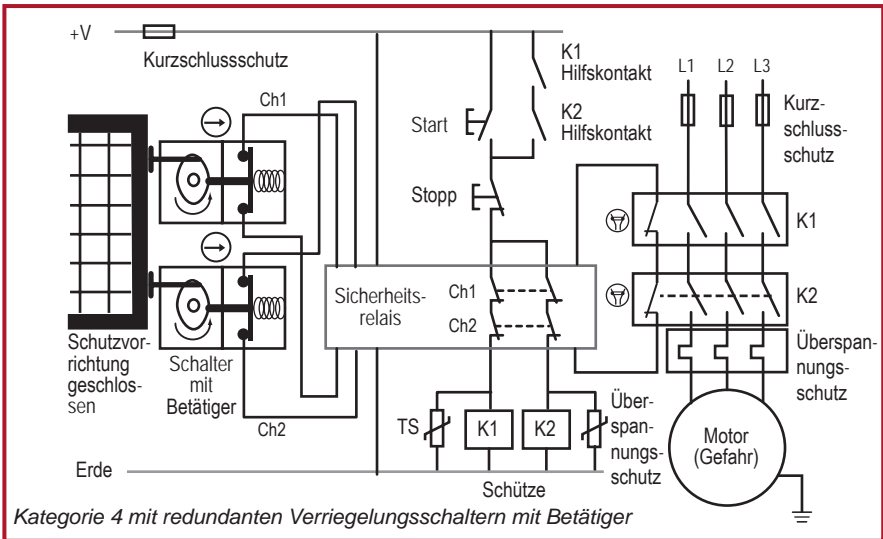 +V
Kurzschlussschutz
Ch1
K1
Hilfskontakt
K2
Hilfskontakt
Start
Stopp
L1 L2 L3
Kurz-
schluss-
schutz
K1
K2
Sicherheits-
relais
Ch1
Ch2
Schutzvor-
richtung
geschlos-
sen
Schalter
mit
Betätiger
Ch2
Überspan-
nungs-
schutz
TS
K1
K2
Über-
span-
nungs-
schutz
Motor
(Gefahr)
Erde
Schütze
Kategorie 4 mit redundanten Verriegelungsschaltern mit Betätiger